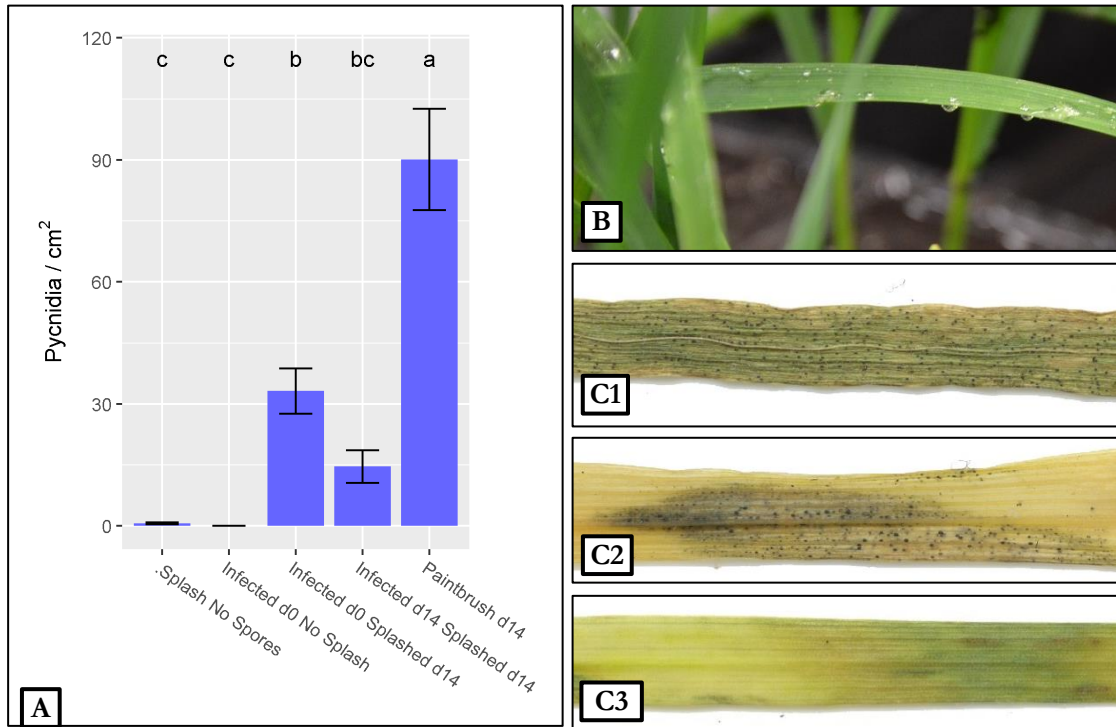 120
90
60
30
0
Pycnidia / cm²
c c b bc a
.Splash No Spores
Infected d0 No Splash
Infected d0 Splashed d14
Infected d14 Splashed d14
Paintbrush d14
A
B
C1
C2
C3